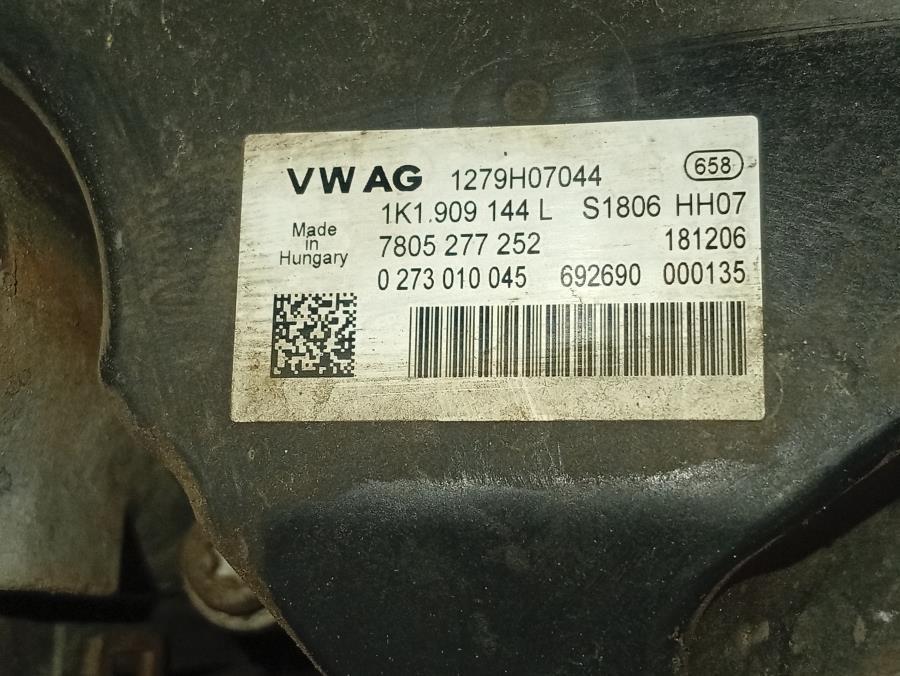 VW AG 1279H07044 658
1K1.909 144 L S1806 HH07
Made in Hungary
7805 277 252 181206
0 273 010 045 692690 000135